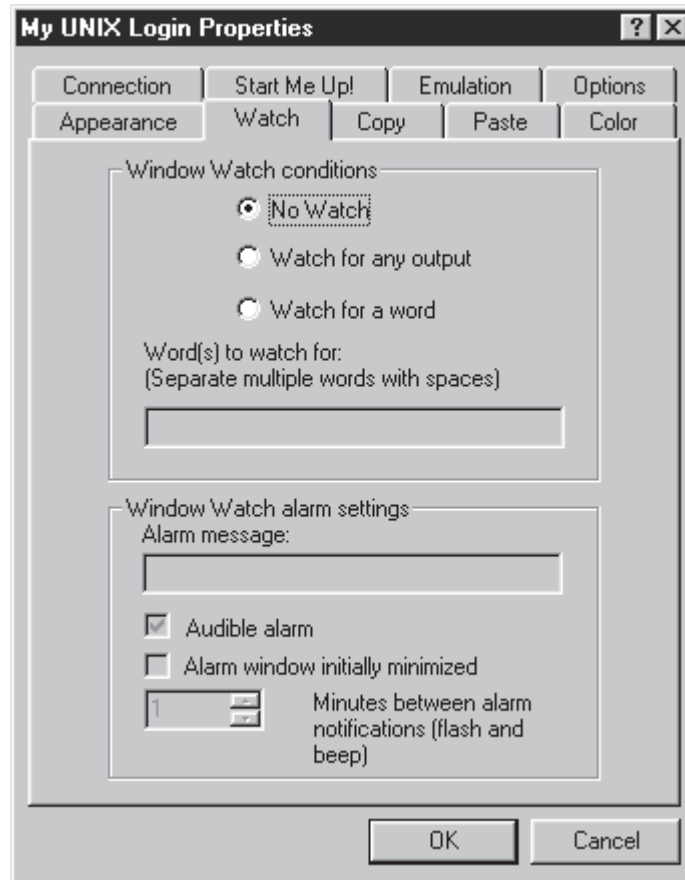 My UNIX Login Properties ? X
Connection Start Me Up! Emulation Options
Appearance Watch Copy Paste Color
Window Watch conditions
No Watch
Watch for any output
Watch for a word
Word(s) to watch for:
(Separate multiple words with spaces)
Window Watch alarm settings
Alarm message:
Audible alarm
Alarm window initially minimized
1 Minutes between alarm
notifications (flash and
beep)
OK Cancel